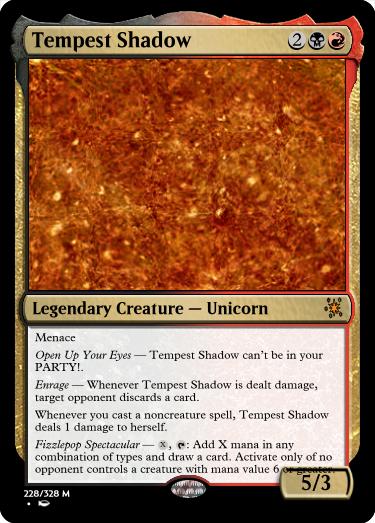 Tempest Shadow 2
Legendary Creature — Unicorn
Menace
Open Up Your Eyes — Tempest Shadow can't be in your
PARTY!.
Enrage — Whenever Tempest Shadow is dealt damage,
target opponent discards a card.
Whenever you cast a noncreature spell, Tempest Shadow
deals 1 damage to herself.
Fizzlepop Spectacular — X, : Add X mana in any
combination of types and draw a card. Activate only of no
opponent controls a creature with mana value 6 or greater.
5/3
228/328 M